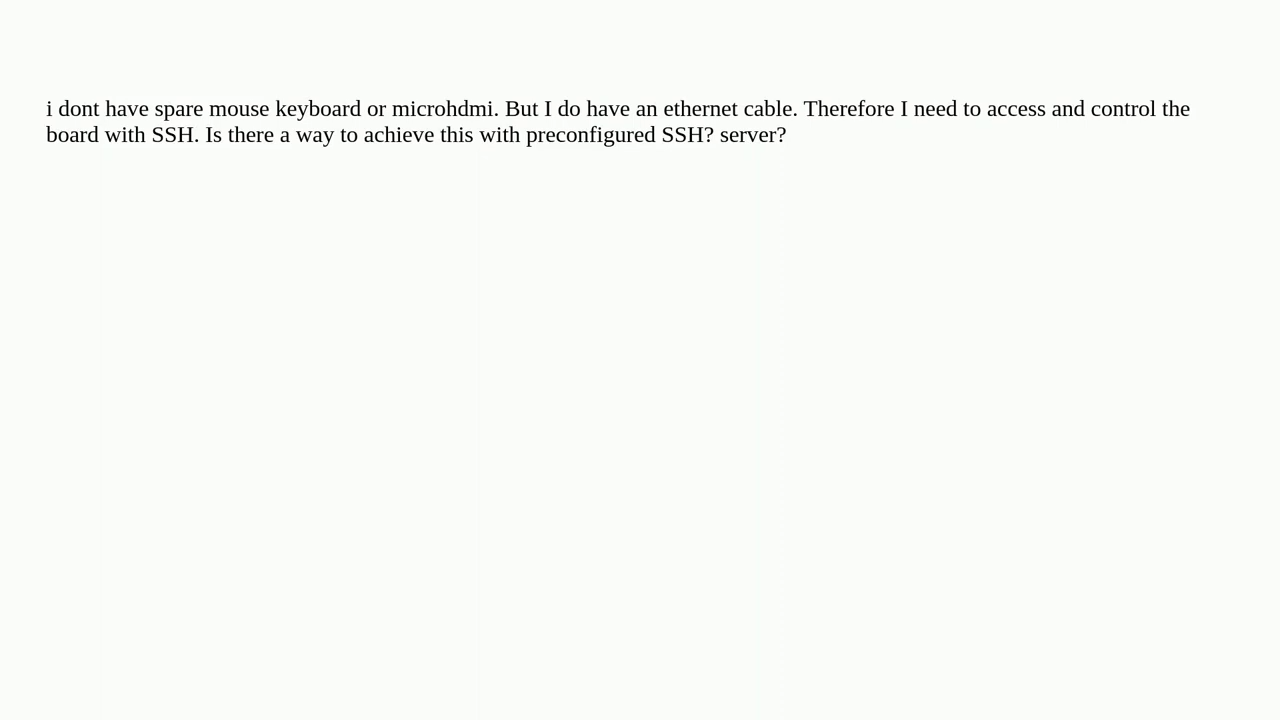 i dont have spare mouse keyboard or microhdmi. But I do have an ethernet cable. Therefore I need to access and control the
board with SSH. Is there a way to achieve this with preconfigured SSH? server?